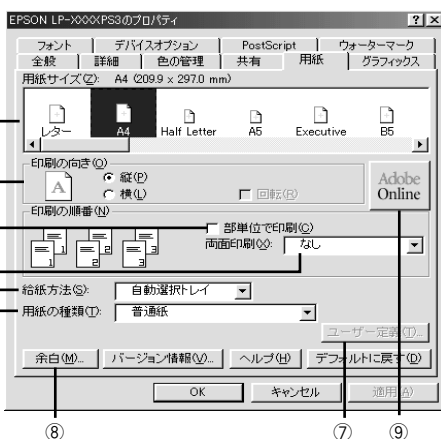 EPSON LP-XXXXPS3のプロパティ
フォント デバイスオプション PostScript ウォーターマーク
全般 詳細 色の管理 共有 用紙 グラフィックス
用紙サイズ(Z): A4 (209.9 x 297.0 mm)
レター A4 Half Letter A5 Executive B5
印刷の向き(O)
A
縦(P)
横(L)
回転(R)
Adobe
Online
印刷の順番(N)
1 1 2 2 3 3
部単位で印刷(C)
両面印刷(X): なし
給紙方法(S): 自動選択トレイ
用紙の種類(T): 普通紙
ユーザー定義(T)...
余白(M)... バージョン情報(V)... ヘルプ(H) デフォルトに戻す(D)
OK キャンセル 適用(A)
⑧ ⑦ ⑨